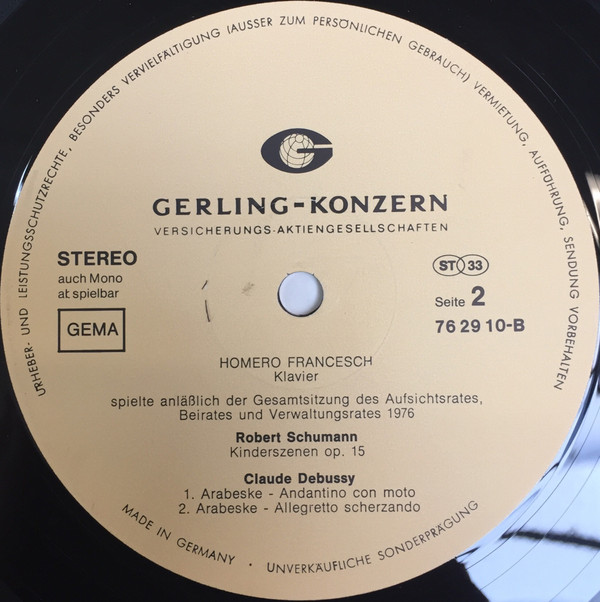 URHEBER- UND LEISTUNGSSCHUTZRECHTE, BESONDERS VERVIELFÄLTIGUNG (AUSSER ZUM PERSÖNLICHEN GEBRAUCH) VERMIETUNG, AUFFÜHRUNG, SENDUNG VORBEHALTEN
G
GERLING-KONZERN
VERSICHERUNGS-AKTIENGESELLSCHAFTEN
STEREO
auch Mono
abspielbar
GEMA
ST 33
Seite 2
76 29 10-B
HOMERO FRANCESCH
Klavier
spielte anläßlich der Gesamtsitzung des Aufsichtsrates,
Beirates und Verwaltungsrates 1976
Robert Schumann
Kinderszenen op. 15
Claude Debussy
1. Arabeske - Andantino con moto
2. Arabeske - Allegretto scherzando
MADE IN GERMANY · UNVERKÄUFLICHE SONDERPRÄGUNG